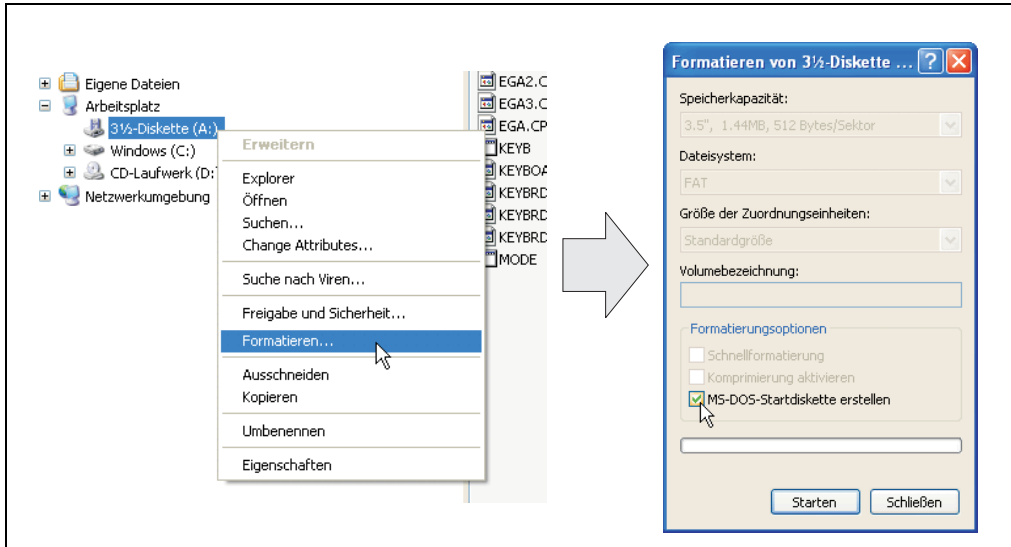 Eigene Dateien
Arbeitsplatz
3½-Diskette (A:)
Windows (C:)
CD-Laufwerk (D:
Netzwerkumgebung
Erweitern
Explorer
Öffnen
Suchen...
Change Attributes...
Suche nach Viren...
Freigabe und Sicherheit...
Formatieren...
Ausschneiden
Kopieren
Umbenennen
Eigenschaften
EGA2.C
EGA3.C
EGA.CP
KEYB
KEYBOA
KEYBRD
KEYBRD
KEYBRD
MODE
Formatieren von 3½-Diskette ...
Speicherkapazität:
3.5", 1.44MB, 512 Bytes/Sektor
Dateisystem:
FAT
Größe der Zuordnungseinheiten:
Standardgröße
Volumebezeichnung:
Formatierungsoptionen
Schnellformatierung
Komprimierung aktivieren
MS-DOS-Startdiskette erstellen
Starten Schließen